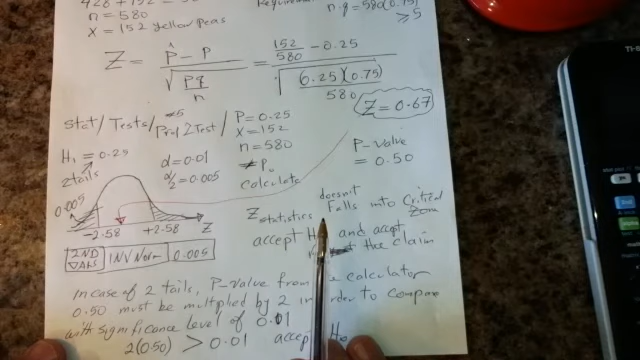 428 + 152 = 58
n = 580
x = 152 yellow peas
n·q = 580(0.75)
≥ 5
Z = p̂ - p / √(pq/n) = (152/580 - 0.25) / √((0.25)(0.75)/580)
Z = 0.67
Stat / Tests / 5 Prop Z Test / P = 0.25
x = 152
n = 580
≠ P₀
calculate
H₁ = 0.25
2 tails
α = 0.01
α/2 = 0.005
P-value = 0.50
0.005
-2.58 +2.58 Z
2ND VARS INV Norm 0.005
Z statistics doesn't falls into critical zone
accept H and accept the claim
In case of 2 tails, P-value from calculator
0.50 must be multiplied by 2 in order to compare
with significance level of 0.01
2(0.50) > 0.01 accept H₀